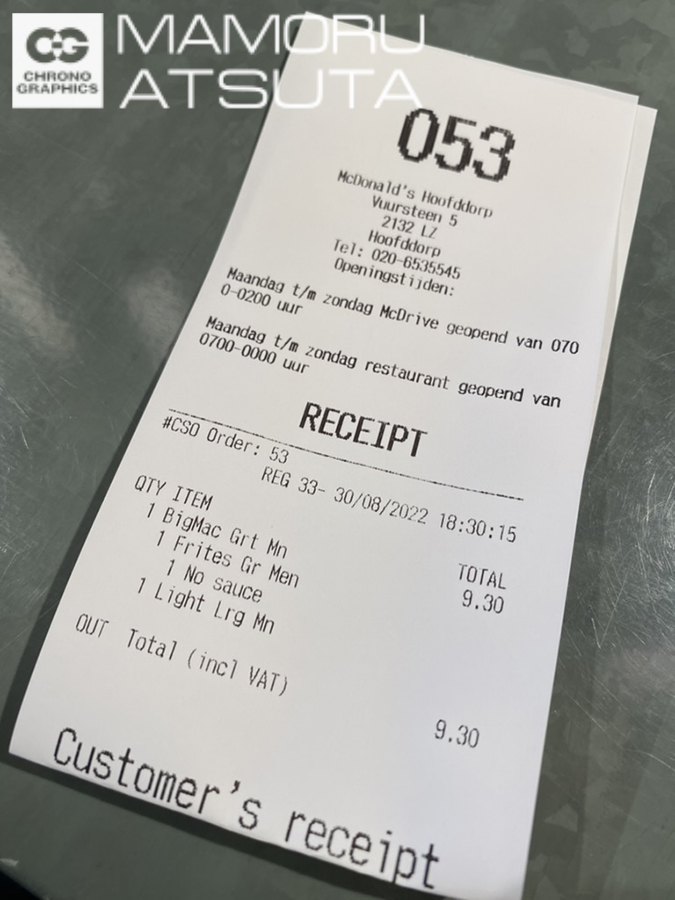 CG
CHRONO
GRAPHICS
MAMORU
ATSUTA
053
McDonald's Hoofddorp
Vuursteen 5
2132 LZ
Hoofddorp
Tel: 020-6535545
Openingstijden:
Maandag t/m zondag McDrive geopend van 070
0-0200 uur
Maandag t/m zondag restaurant geopend van
0700-0000 uur
RECEIPT
#CSO Order: 53
REG 33- 30/08/2022 18:30:15
QTY ITEM TOTAL
1 BigMac Grt Mn 9.30
1 Frites Gr Men
1 No sauce
1 Light Lrg Mn
OUT Total (incl VAT) 9.30
Customer's receipt